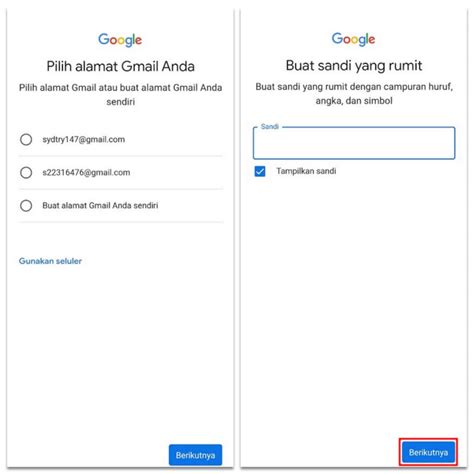 Google
Pilih alamat Gmail Anda
Pilih alamat Gmail atau buat alamat Gmail Anda
sendiri
sydtry147@gmail.com
s22316476@gmail.com
Buat alamat Gmail Anda sendiri
Gunakan seluler
Berikutnya
Google
Buat sandi yang rumit
Buat sandi yang rumit dengan campuran huruf,
angka, dan simbol
Sandi
Tampilkan sandi
Berikutnya